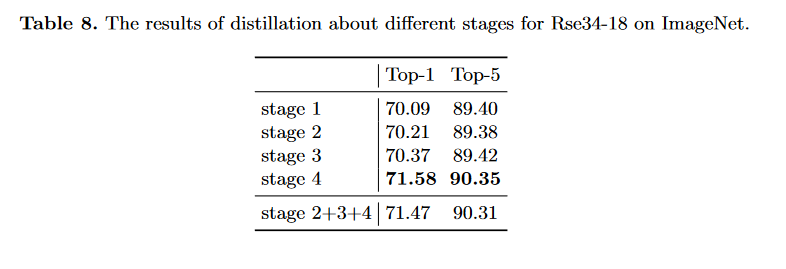 Table 8. The results of distillation about different stages for Rse34-18 on ImageNet.
Top-1 Top-5
stage 1 70.09 89.40
stage 2 70.21 89.38
stage 3 70.37 89.42
stage 4 71.58 90.35
stage 2+3+4 71.47 90.31